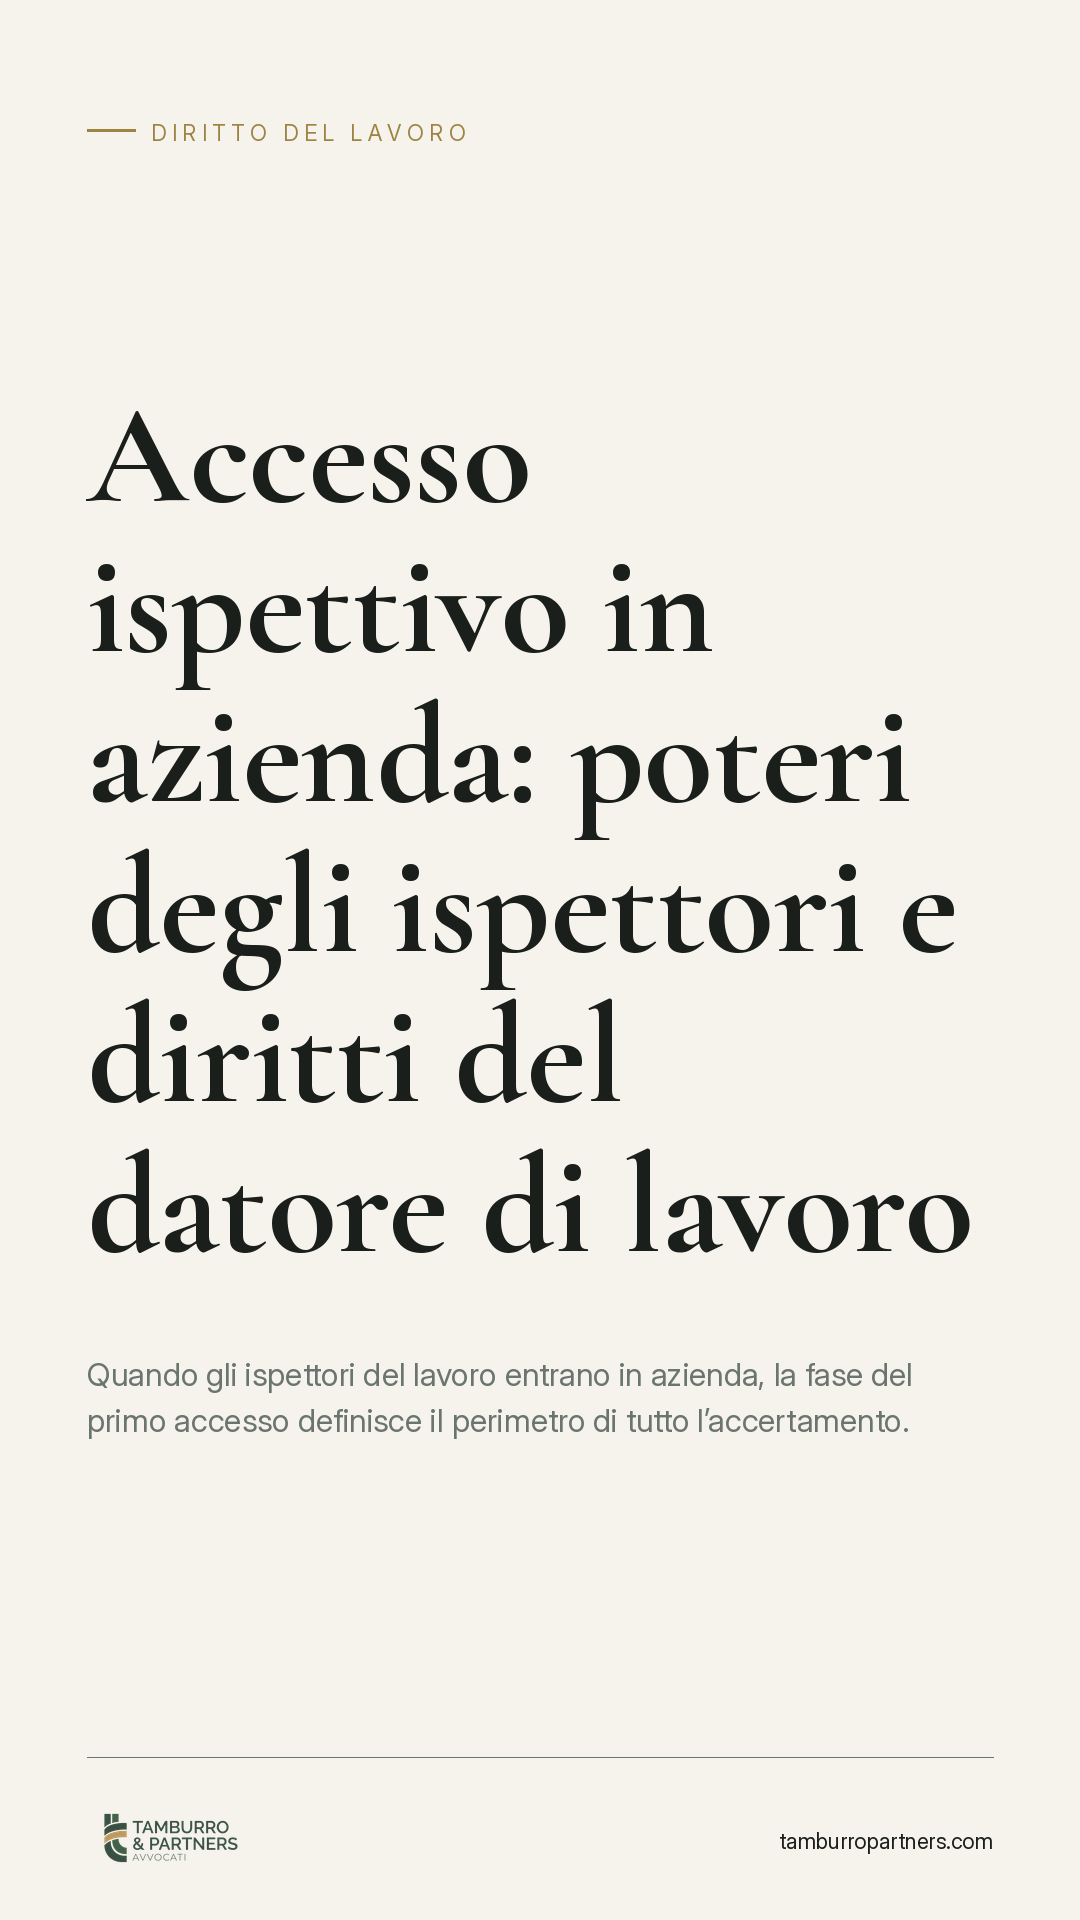 DIRITTO DEL LAVORO
Accesso
ispettivo in
azienda: poteri
degli ispettori e
diritti del
datore di lavoro
Quando gli ispettori del lavoro entrano in azienda, la fase del
primo accesso definisce il perimetro di tutto l’accertamento.
TAMBURRO
& PARTNERS
AVVOCATI
tamburropartners.com